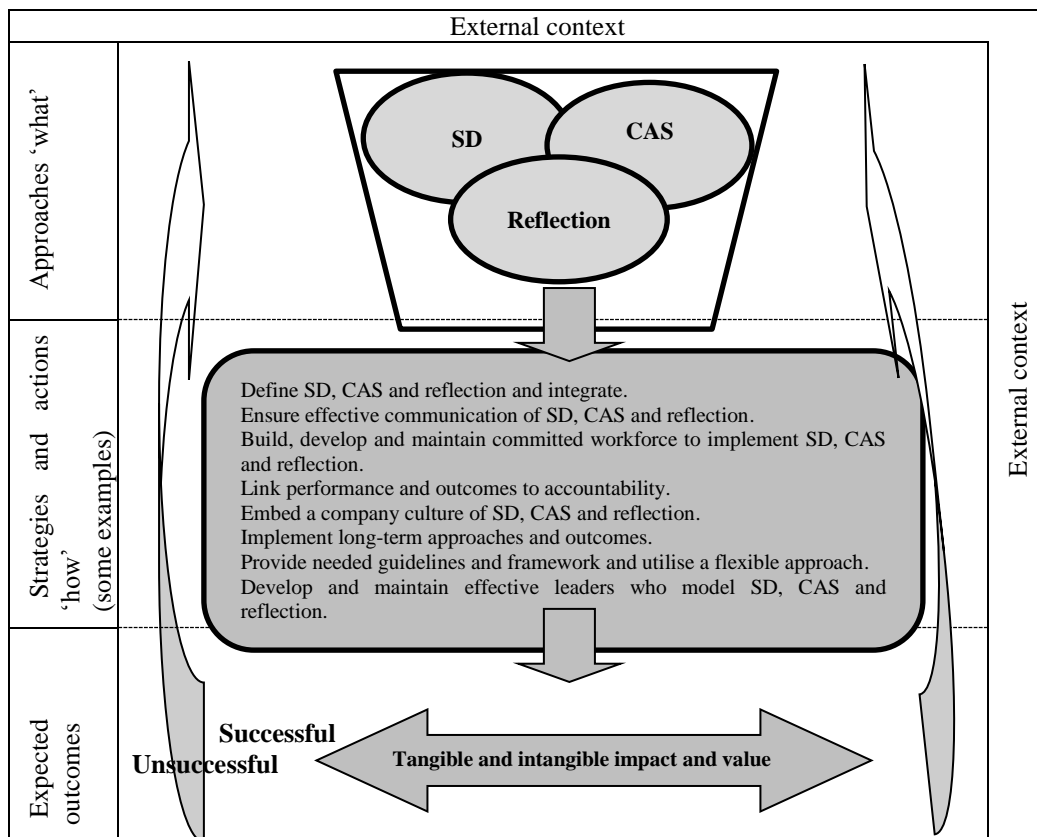 External context
Approaches ‘what’
SD
CAS
Reflection
External context
Strategies and actions
‘how’
(some examples)
Define SD, CAS and reflection and integrate.
Ensure effective communication of SD, CAS and reflection.
Build, develop and maintain committed workforce to implement SD, CAS
and reflection.
Link performance and outcomes to accountability.
Embed a company culture of SD, CAS and reflection.
Implement long-term approaches and outcomes.
Provide needed guidelines and framework and utilise a flexible approach.
Develop and maintain effective leaders who model SD, CAS and
reflection.
Expected
outcomes
Successful
Unsuccessful
Tangible and intangible impact and value